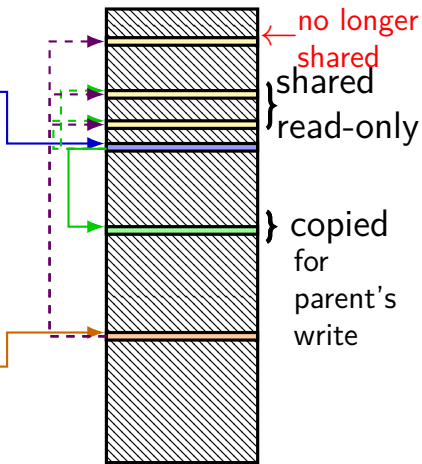 no longer
shared
shared
read-only
copied
for
parent's
write